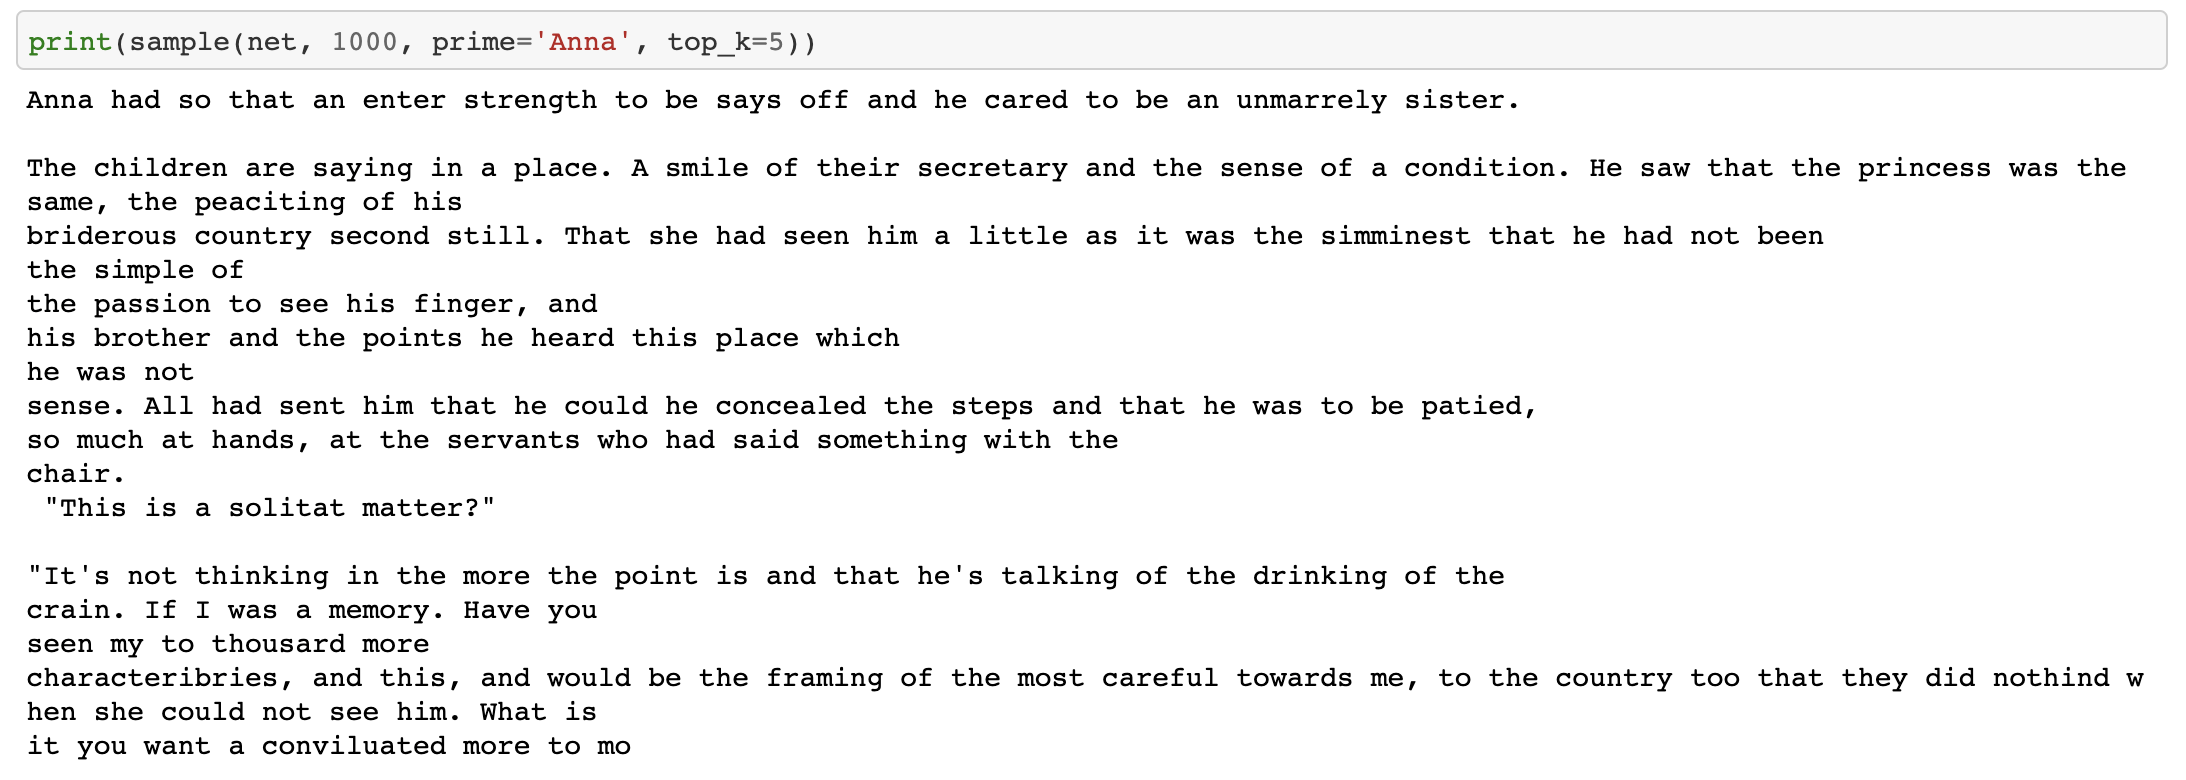 print(sample(net, 1000, prime='Anna', top_k=5))
Anna had so that an enter strength to be says off and he cared to be an unmarrely sister.
The children are saying in a place. A smile of their secretary and the sense of a condition. He saw that the princess was the
same, the peaciting of his
briderous country second still. That she had seen him a little as it was the simminest that he had not been
the simple of
the passion to see his finger, and
his brother and the points he heard this place which
he was not
sense. All had sent him that he could he concealed the steps and that he was to be patied,
so much at hands, at the servants who had said something with the
chair.
"This is a solitat matter?"
"It's not thinking in the more the point is and that he's talking of the drinking of the
crain. If I was a memory. Have you
seen my to thousard more
characteribries, and this, and would be the framing of the most careful towards me, to the country too that they did nothind w
hen she could not see him. What is
it you want a conviluated more to mo